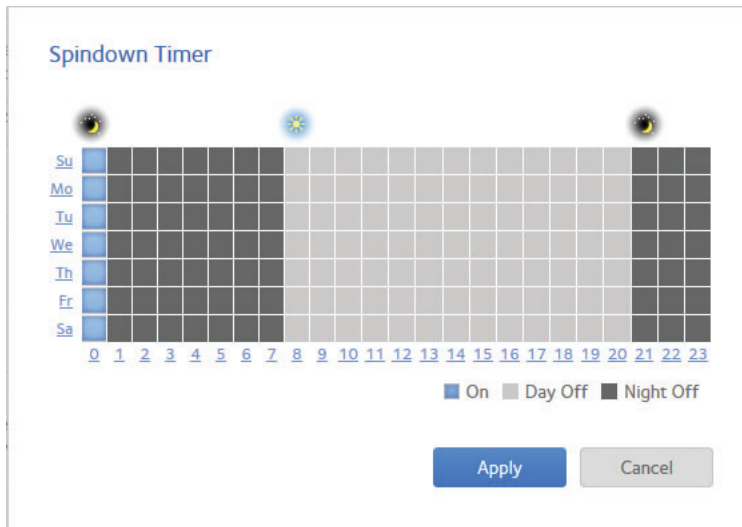 Spindown Timer
Su
Mo
Tu
We
Th
Fr
Sa
0 1 2 3 4 5 6 7 8 9 10 11 12 13 14 15 16 17 18 19 20 21 22 23
On Day Off Night Off
Apply Cancel